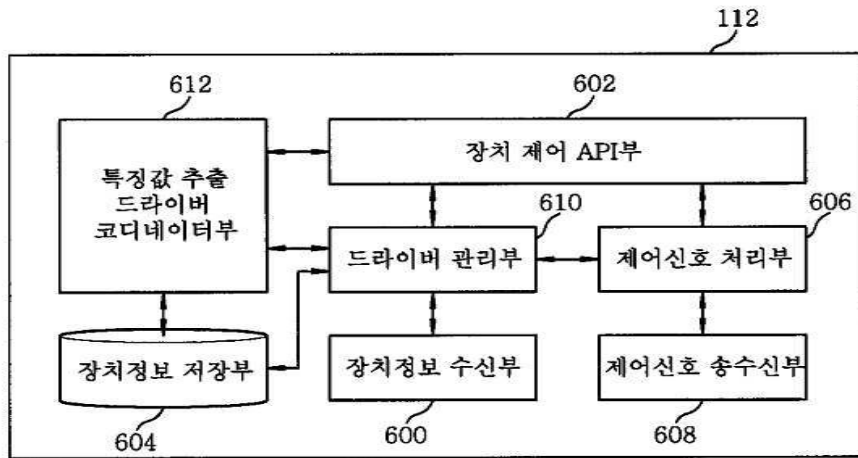 112
612
602
특징값 추출
드라이버
코디네이터부
장치 제어 API부
610
606
드라이버 관리부
제어신호 처리부
장치정보 저장부
장치정보 수신부
제어신호 송수신부
604
600
608